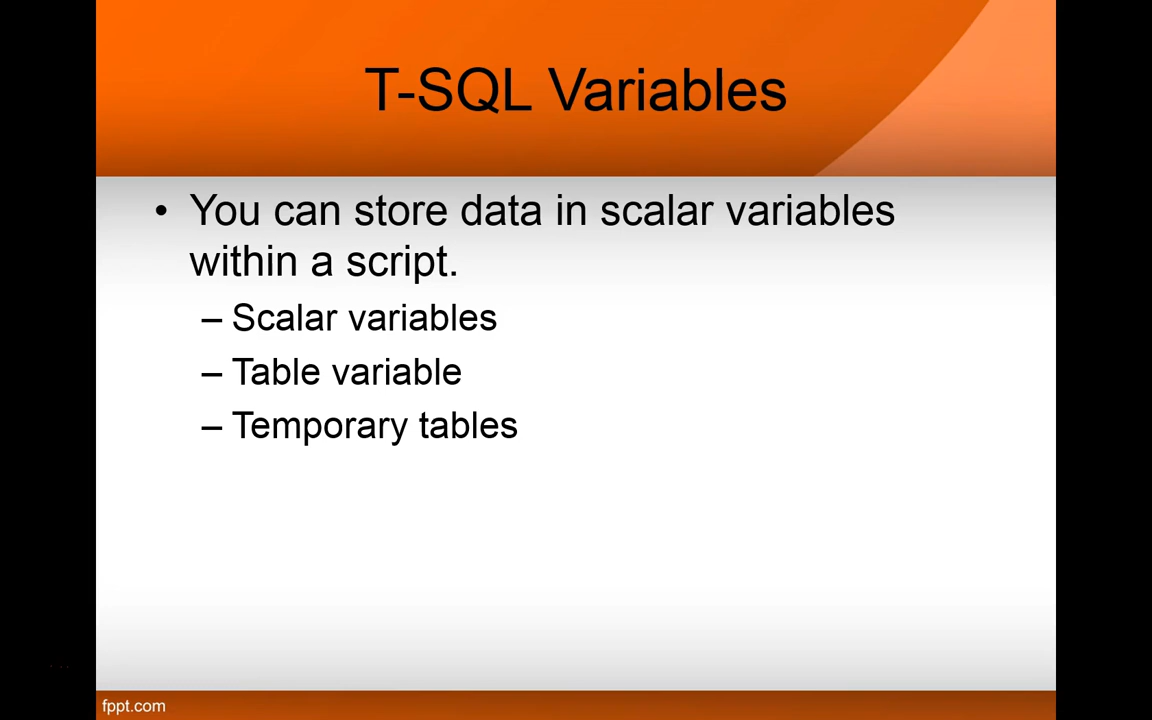 T-SQL Variables
• You can store data in scalar variables
within a script.
– Scalar variables
– Table variable
– Temporary tables
fppt.com